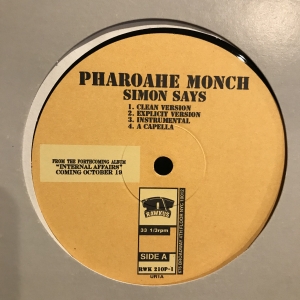 PHAROAHE MONCH
SIMON SAYS
1. CLEAN VERSION
2. EXPLICIT VERSION
3. INSTRUMENTAL
4. A CAPELLA
FROM THE FORTHCOMING ALBUM
"INTERNAL AFFAIRS"
COMING OCTOBER 19
RAWKUS
33 1/3rpm
SIDE A
RWK 210P-1